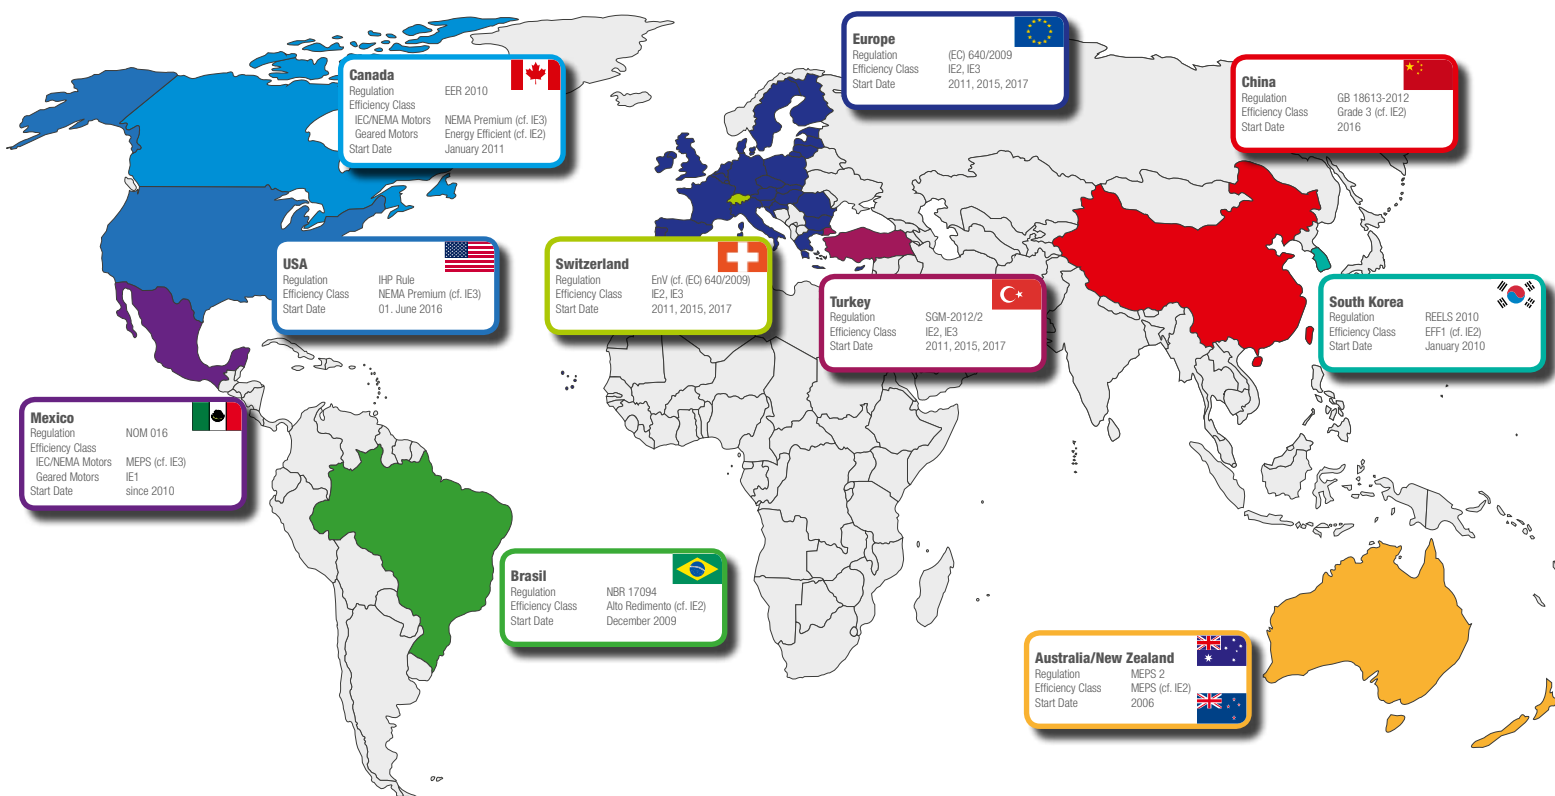 Canada
Regulation EER 2010
Efficiency Class
IEC/NEMA Motors NEMA Premium (cf. IE3)
Geared Motors Energy Efficient (cf. IE2)
Start Date January 2011
Europe
Regulation (EC) 640/2009
Efficiency Class IE2, IE3
Start Date 2011, 2015, 2017
China
Regulation GB 18613-2012
Efficiency Class Grade 3 (cf. IE2)
Start Date 2016
USA
Regulation IHP Rule
Efficiency Class NEMA Premium (cf. IE3)
Start Date 01. June 2016
Switzerland
Regulation EnV (cf. (EC) 640/2009)
Efficiency Class IE2, IE3
Start Date 2011, 2015, 2017
Turkey
Regulation SGM-2012/2
Efficiency Class IE2, IE3
Start Date 2011, 2015, 2017
South Korea
Regulation REELS 2010
Efficiency Class EFF1 (cf. IE2)
Start Date January 2010
Mexico
Regulation NOM 016
Efficiency Class
IEC/NEMA Motors MEPS (cf. IE3)
Geared Motors IE1
Start Date since 2010
Brasil
Regulation NBR 17094
Efficiency Class Alto Redimento (cf. IE2)
Start Date December 2009
Australia/New Zealand
Regulation MEPS 2
Efficiency Class MEPS (cf. IE2)
Start Date 2006